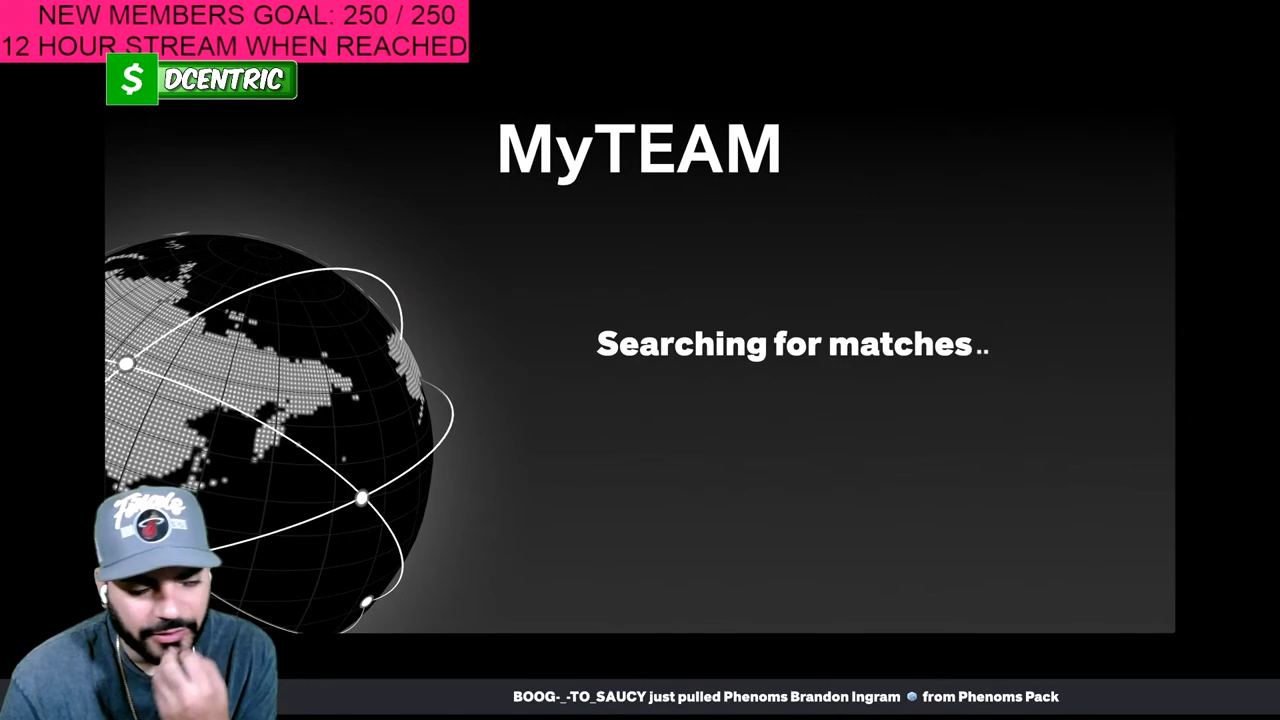 NEW MEMBERS GOAL: 250 / 250
12 HOUR STREAM WHEN REACHED
$ DCENTRIC
MyTEAM
Searching for matches..
BOOG-_-TO_SAUCY just pulled Phenoms Brandon Ingram from Phenoms Pack